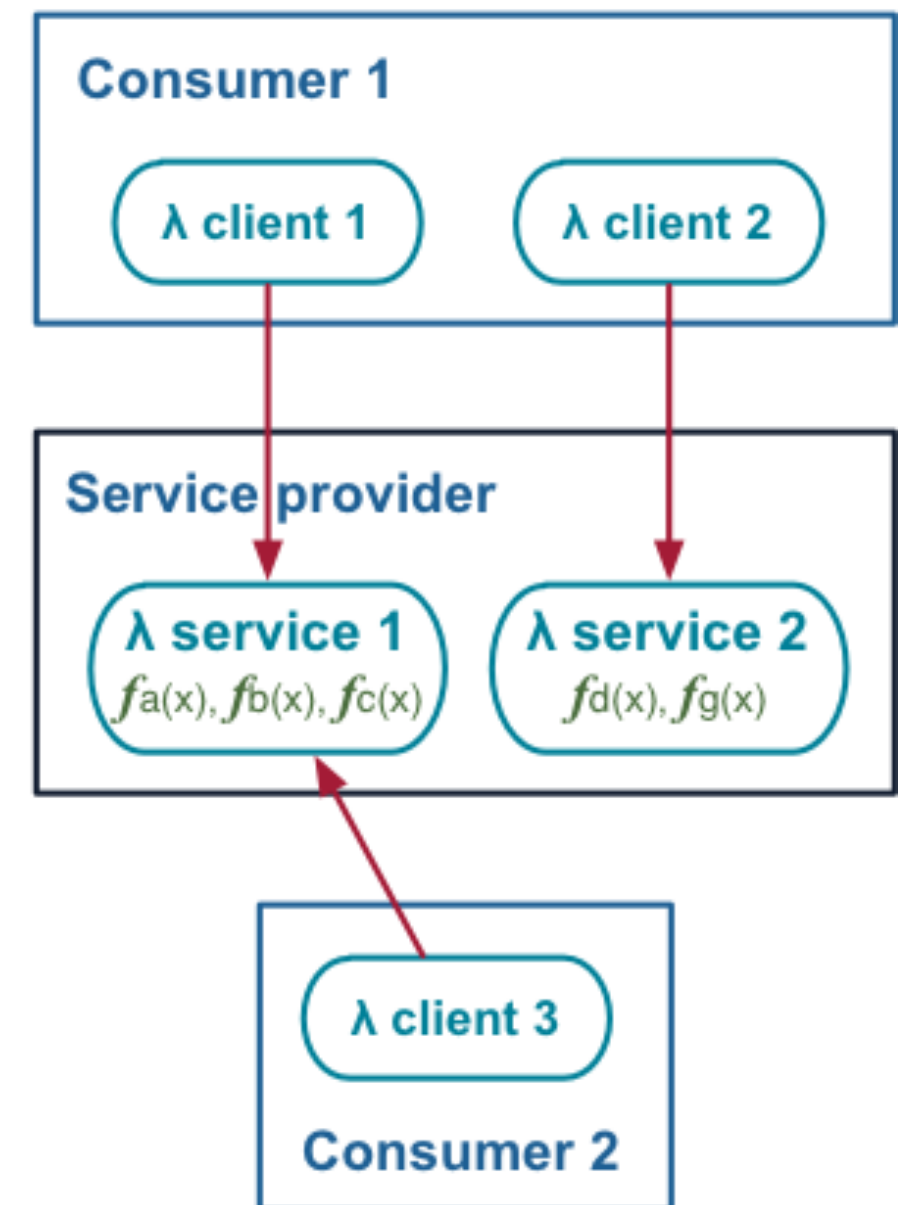 Consumer 1
λ client 1
λ client 2
Service provider
λ service 1
fa(x), fb(x), fc(x)
λ service 2
fd(x), fg(x)
λ client 3
Consumer 2